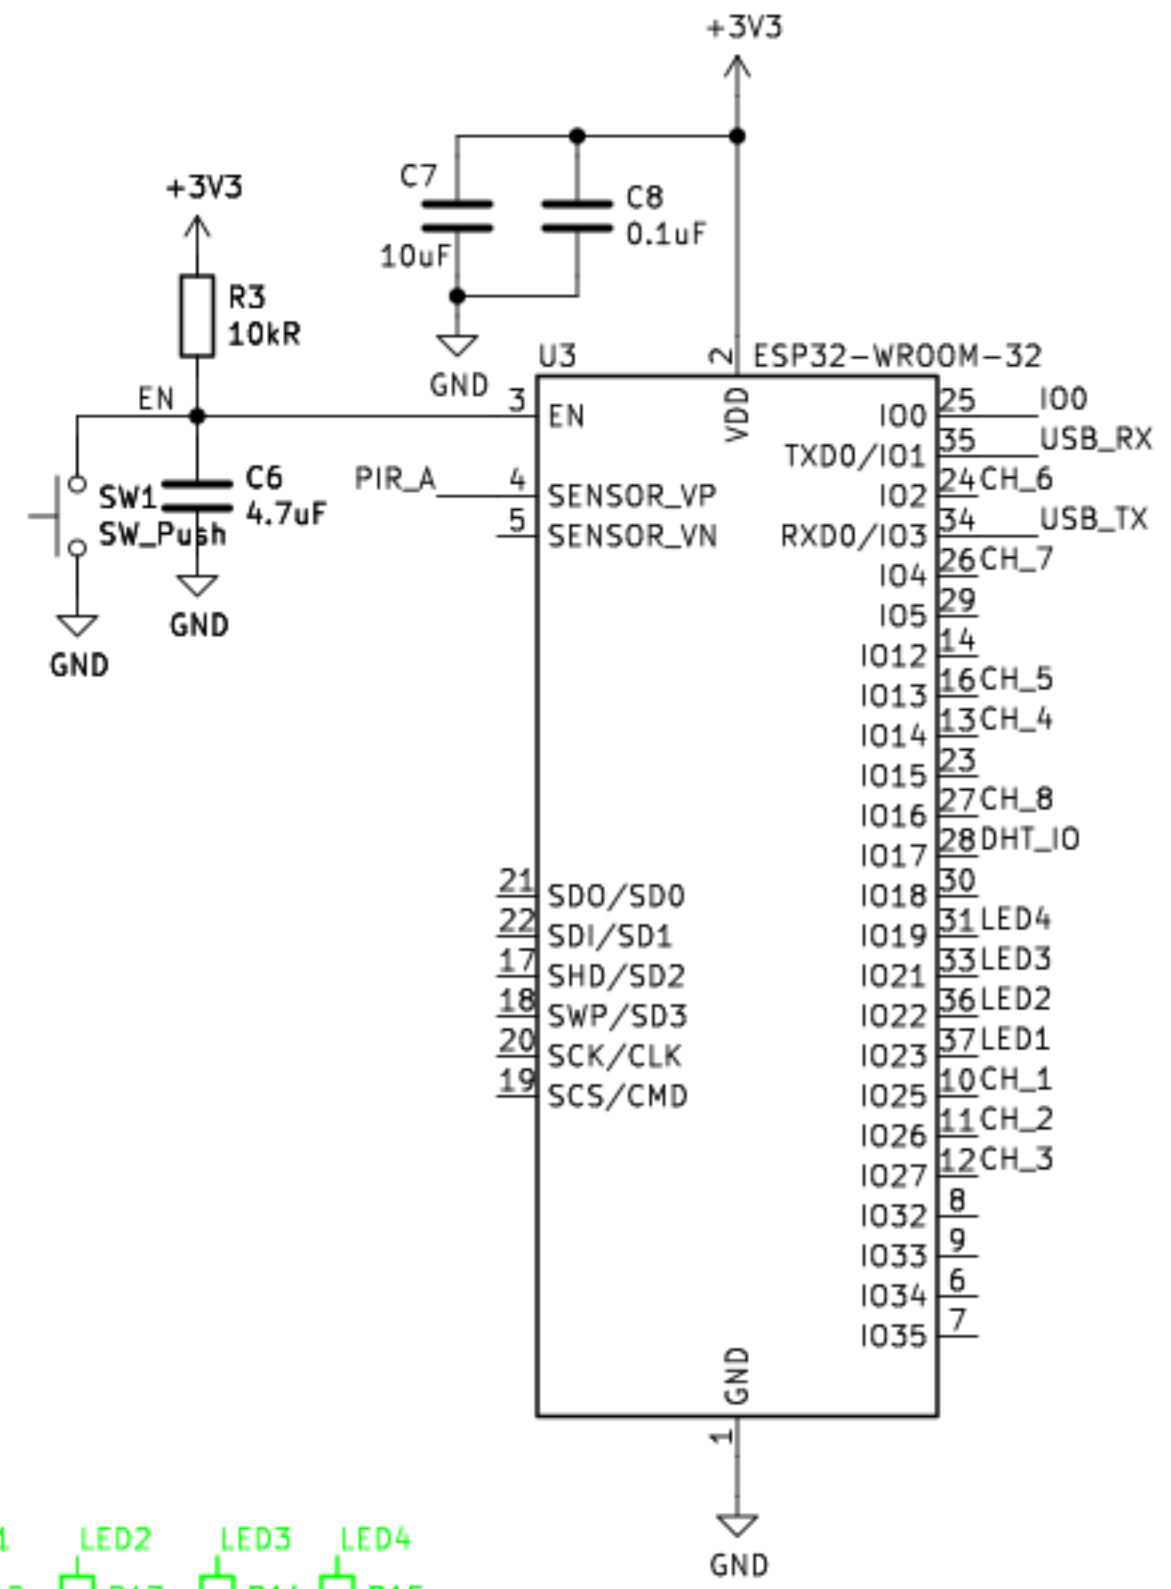 +3V3
C7
10uF
C8
0.1uF
GND
+3V3
R3
10kR
EN
SW1
SW_Push
C6
4.7uF
GND
GND
PIR_A
U3
ESP32-WROOM-32
2
VDD
3 EN
4 SENSOR_VP
5 SENSOR_VN
21 SDO/SD0
22 SDI/SD1
17 SHD/SD2
18 SWP/SD3
20 SCK/CLK
19 SCS/CMD
IO0 25 IO0
TXD0/IO1 35 USB_RX
IO2 24 CH_6
RXD0/IO3 34 USB_TX
IO4 26 CH_7
IO5 29
IO12 14
IO13 16 CH_5
IO14 13 CH_4
IO15 23
IO16 27 CH_8
IO17 28 DHT_IO
IO18 30
IO19 31 LED4
IO21 33 LED3
IO22 36 LED2
IO23 37 LED1
IO25 10 CH_1
IO26 11 CH_2
IO27 12 CH_3
IO32 8
IO33 9
IO34 6
IO35 7
GND
1
GND
LED2 LED3 LED4